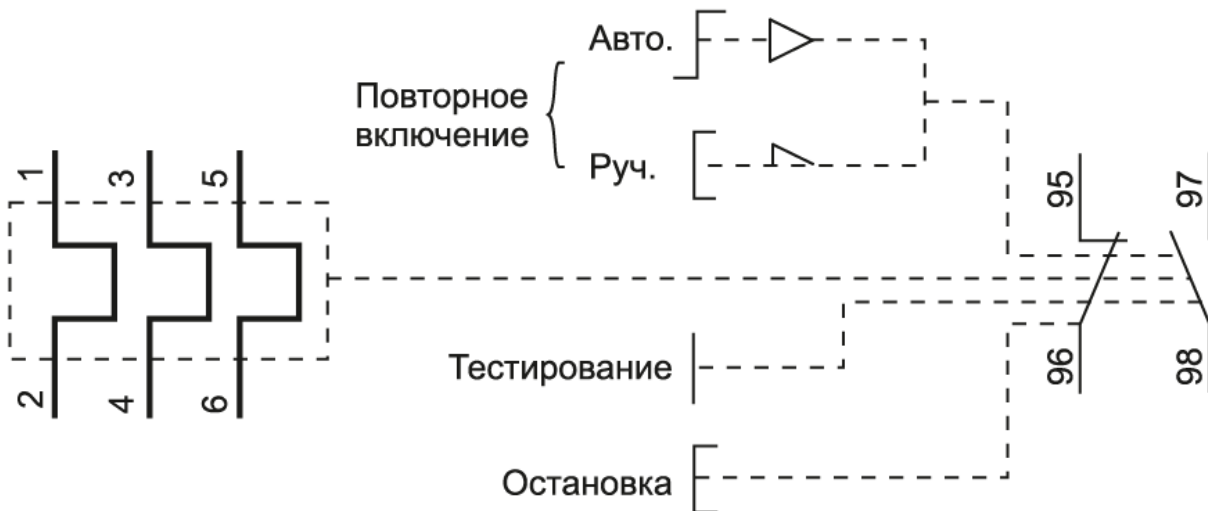 Авто.
Повторное
включение
Руч.
1
3
5
95
97
Тестирование
96
98
2
4
6
Остановка